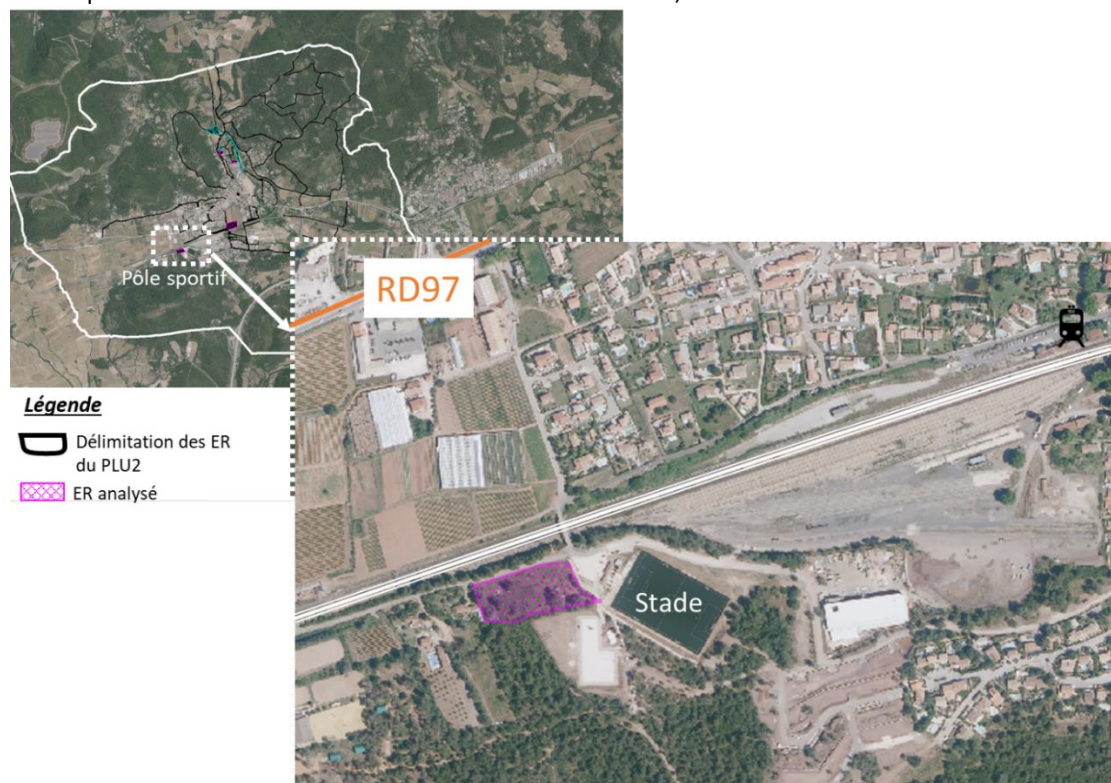 Pôle sportif
RD97
Légende
Délimitation des ER
du PLU2
ER analysé
Stade